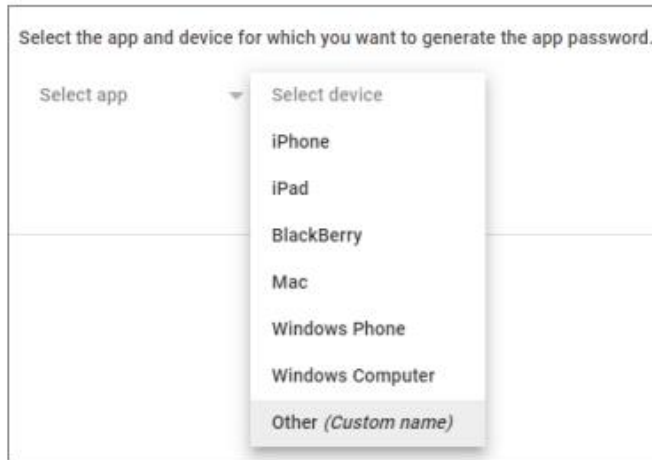 Select the app and device for which you want to generate the app password.
Select app
Select device
iPhone
iPad
BlackBerry
Mac
Windows Phone
Windows Computer
Other (Custom name)